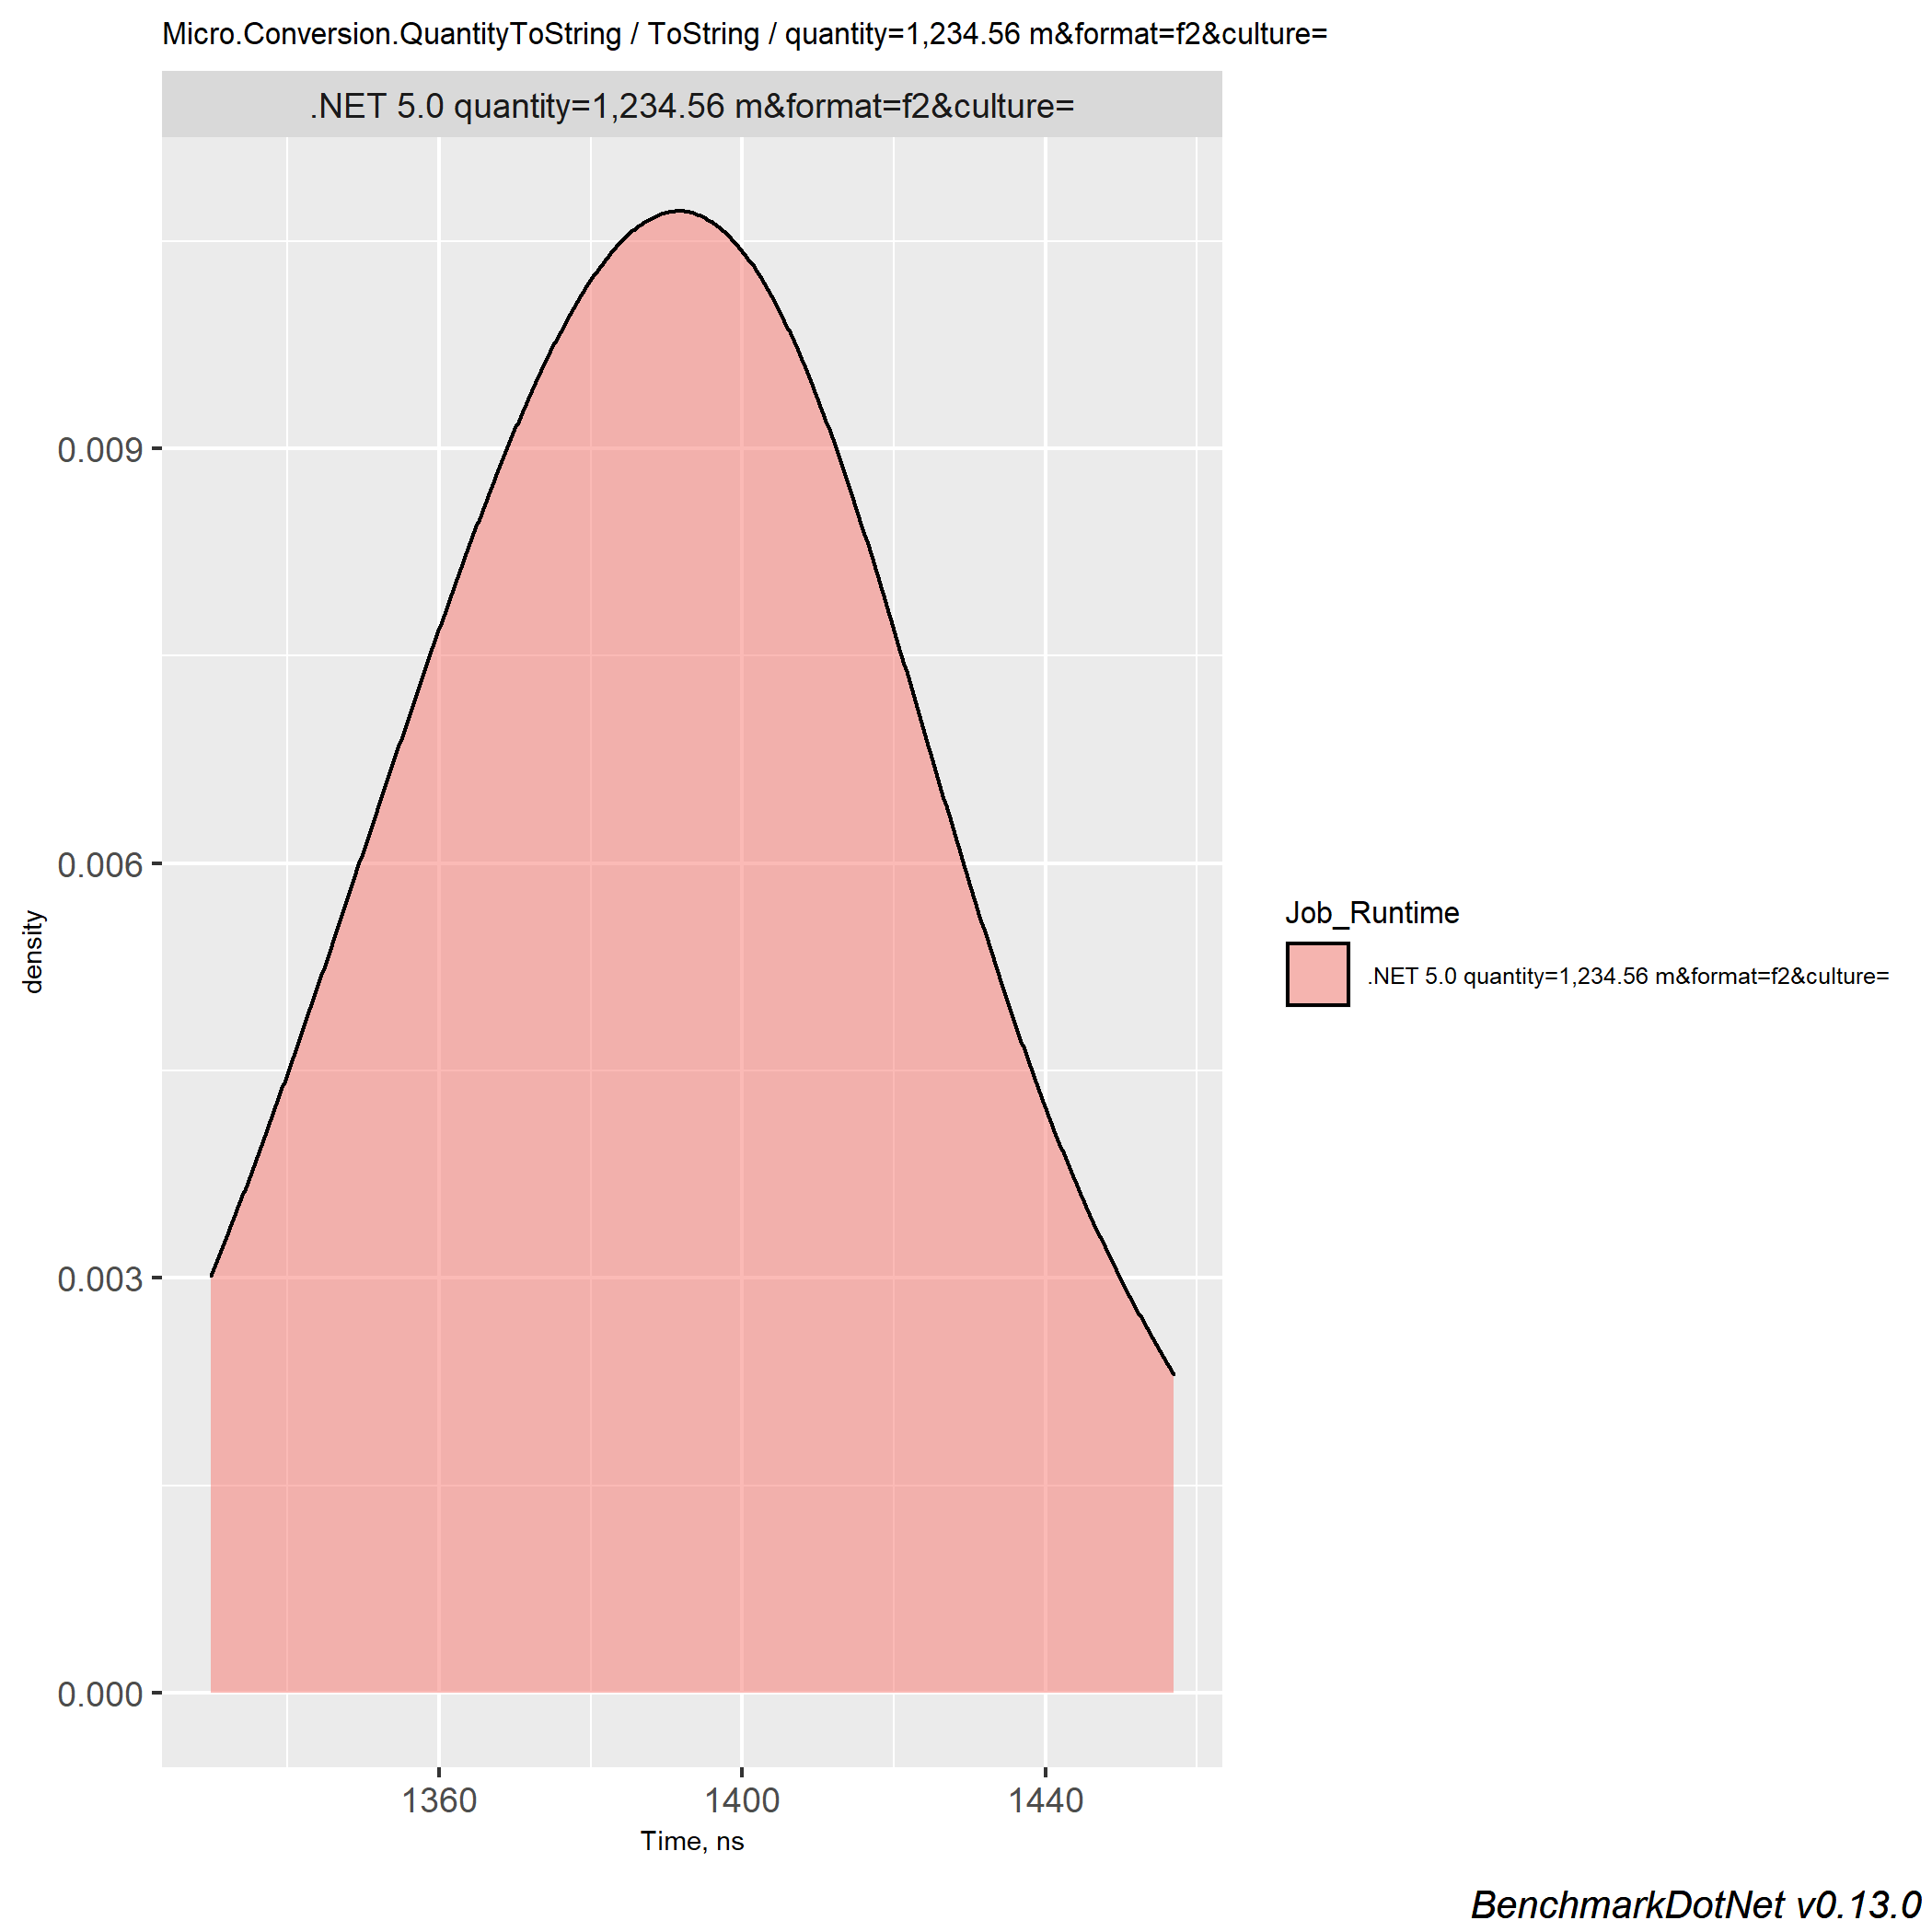 Micro.Conversion.QuantityToString / ToString / quantity=1,234.56 m&format=f2&culture=
.NET 5.0 quantity=1,234.56 m&format=f2&culture=
0.009
0.006
0.003
0.000
density
1360 1400 1440
Time, ns
Job_Runtime
.NET 5.0 quantity=1,234.56 m&format=f2&culture=
BenchmarkDotNet v0.13.0